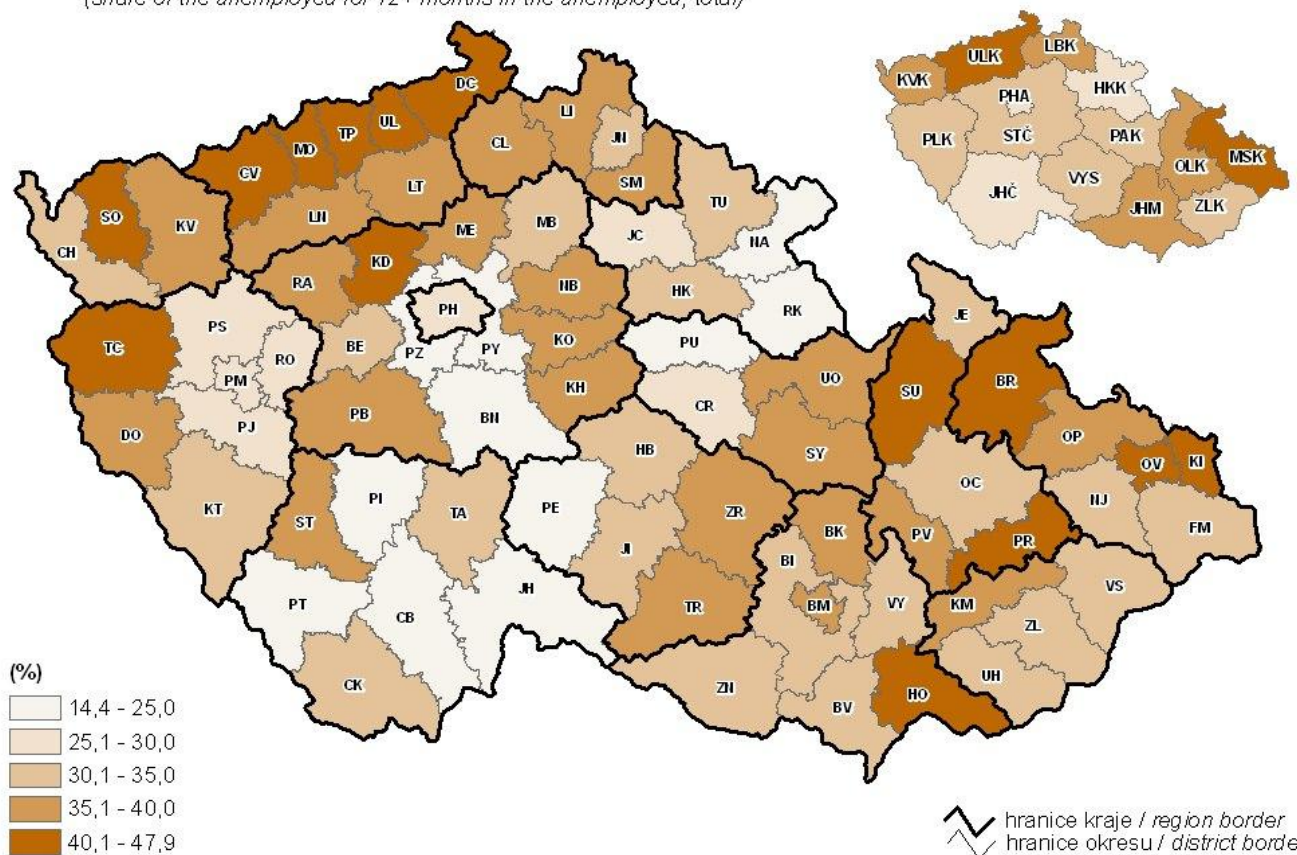 (share of the unemployed for 12+ months in the unemployed, total)
DC
UL
TP
MO
CV
LT
LN
CL
LI
JN
SM
SO
KV
CH
TU
JC
NA
HK
RK
ME
MB
KD
RA
NB
PH
KO
KH
BE
PZ
PY
BN
PB
TC
PS
RO
PM
PJ
DO
KT
PU
CR
UO
SY
JE
SU
BR
OP
OV
KI
NJ
FM
OC
PV
PR
HB
ZR
JI
PE
TR
PI
ST
TA
PT
CB
JH
CK
BK
BI
BM
VY
ZN
BV
HO
KM
VS
ZL
UH
ULK
LBK
KVK
HKK
PHA
STČ
PAK
PLK
JHČ
VYS
OLK
MSK
JHM
ZLK
(%)
14,4 - 25,0
25,1 - 30,0
30,1 - 35,0
35,1 - 40,0
40,1 - 47,9
hranice kraje / region border
hranice okresu / district borde